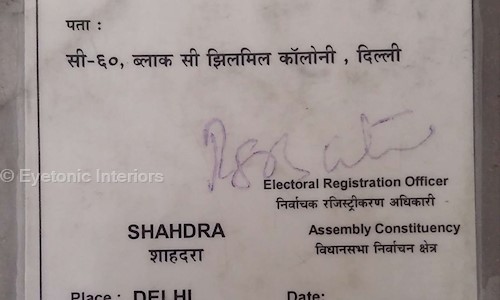 पता :
सी-६०, ब्लाक सी झिलमिल कॉलोनी , दिल्ली
© Eyetonic Interiors
Electoral Registration Officer
निर्वाचक रजिस्ट्रीकरण अधिकारी
SHAHDRA
Assembly Constituency
शाहदरा
विधानसभा निर्वाचन क्षेत्र
Place : DELHI
Date: